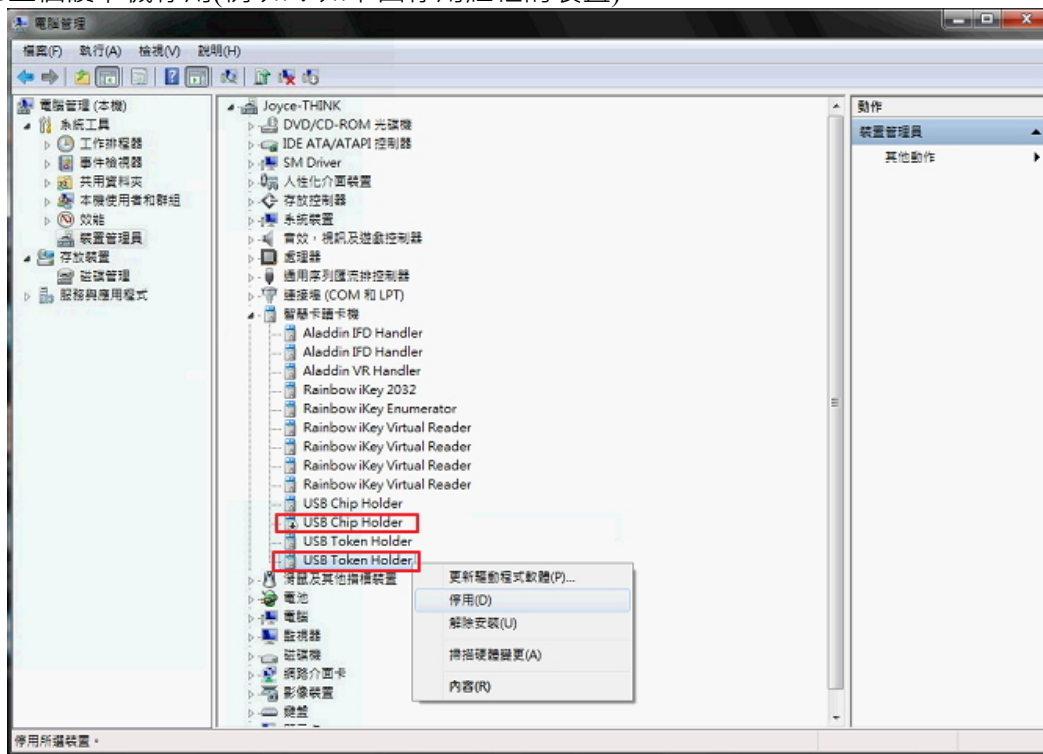 電腦管理
檔案(F) 執行(A) 檢視(V) 說明(H)
電腦管理 (本機)
系統工具
工作排程器
事件檢視器
共用資料夾
本機使用者和群組
效能
裝置管理員
存放裝置
磁碟管理
服務與應用程式
Joyce-THINK
DVD/CD-ROM 光碟機
IDE ATA/ATAPI 控制器
SM Driver
人性化介面裝置
存放控制器
系統裝置
音效，視訊及遊戲控制器
處理器
通用序列匯流排控制器
連接埠 (COM 和 LPT)
智慧卡讀卡機
Aladdin IFD Handler
Aladdin IFD Handler
Aladdin VR Handler
Rainbow iKey 2032
Rainbow iKey Enumerator
Rainbow iKey Virtual Reader
Rainbow iKey Virtual Reader
Rainbow iKey Virtual Reader
Rainbow iKey Virtual Reader
USB Chip Holder
USB Chip Holder
USB Token Holder
USB Token Holder
滑鼠及其他指標裝置
電池
電腦
監視器
磁碟機
網路介面卡
影像裝置
鍵盤
更新驅動程式軟體(P)...
停用(D)
解除安裝(U)
掃描硬體變更(A)
內容(R)
動作
裝置管理員
其他動作
停用所選裝置。